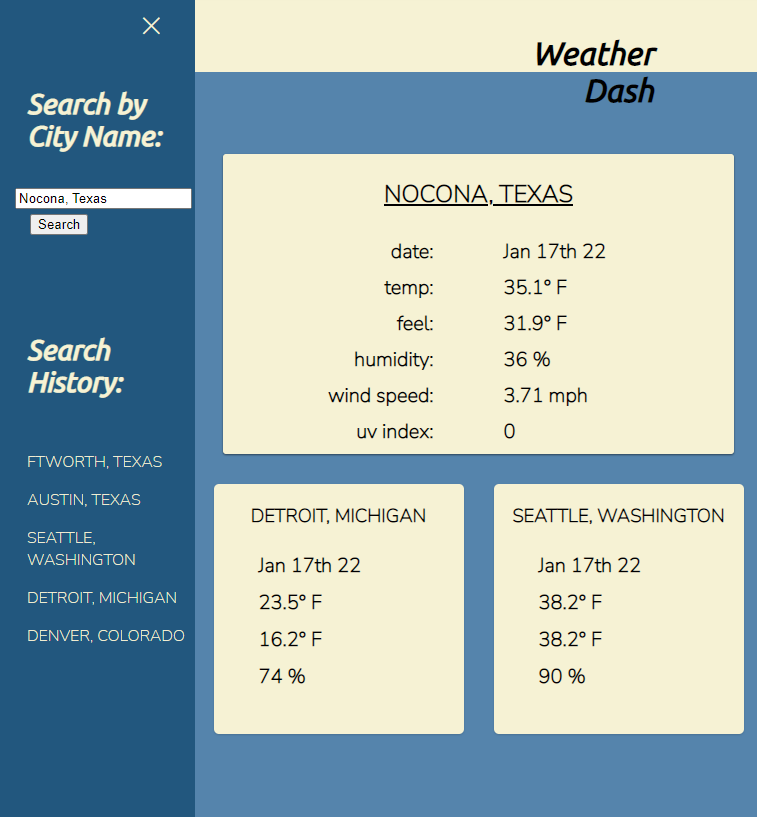 Search by
City Name:
Nocona, Texas
Search
Search
History:
FTWORTH, TEXAS
AUSTIN, TEXAS
SEATTLE,
WASHINGTON
DETROIT, MICHIGAN
DENVER, COLORADO
Weather
Dash
NOCONA, TEXAS
date: Jan 17th 22
temp: 35.1° F
feel: 31.9° F
humidity: 36 %
wind speed: 3.71 mph
uv index: 0
DETROIT, MICHIGAN
Jan 17th 22
23.5° F
16.2° F
74 %
SEATTLE, WASHINGTON
Jan 17th 22
38.2° F
38.2° F
90 %